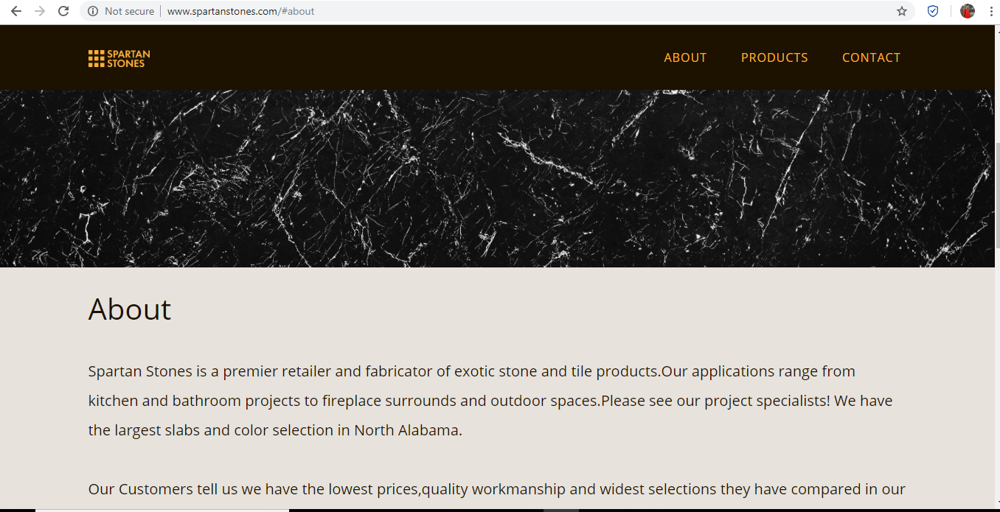 Not secure
www.spartanstones.com/#about
SPARTAN
STONES
ABOUT
PRODUCTS
CONTACT
About
Spartan Stones is a premier retailer and fabricator of exotic stone and tile products.Our applications range from
kitchen and bathroom projects to fireplace surrounds and outdoor spaces.Please see our project specialists! We have
the largest slabs and color selection in North Alabama.
Our Customers tell us we have the lowest prices,quality workmanship and widest selections they have compared in our